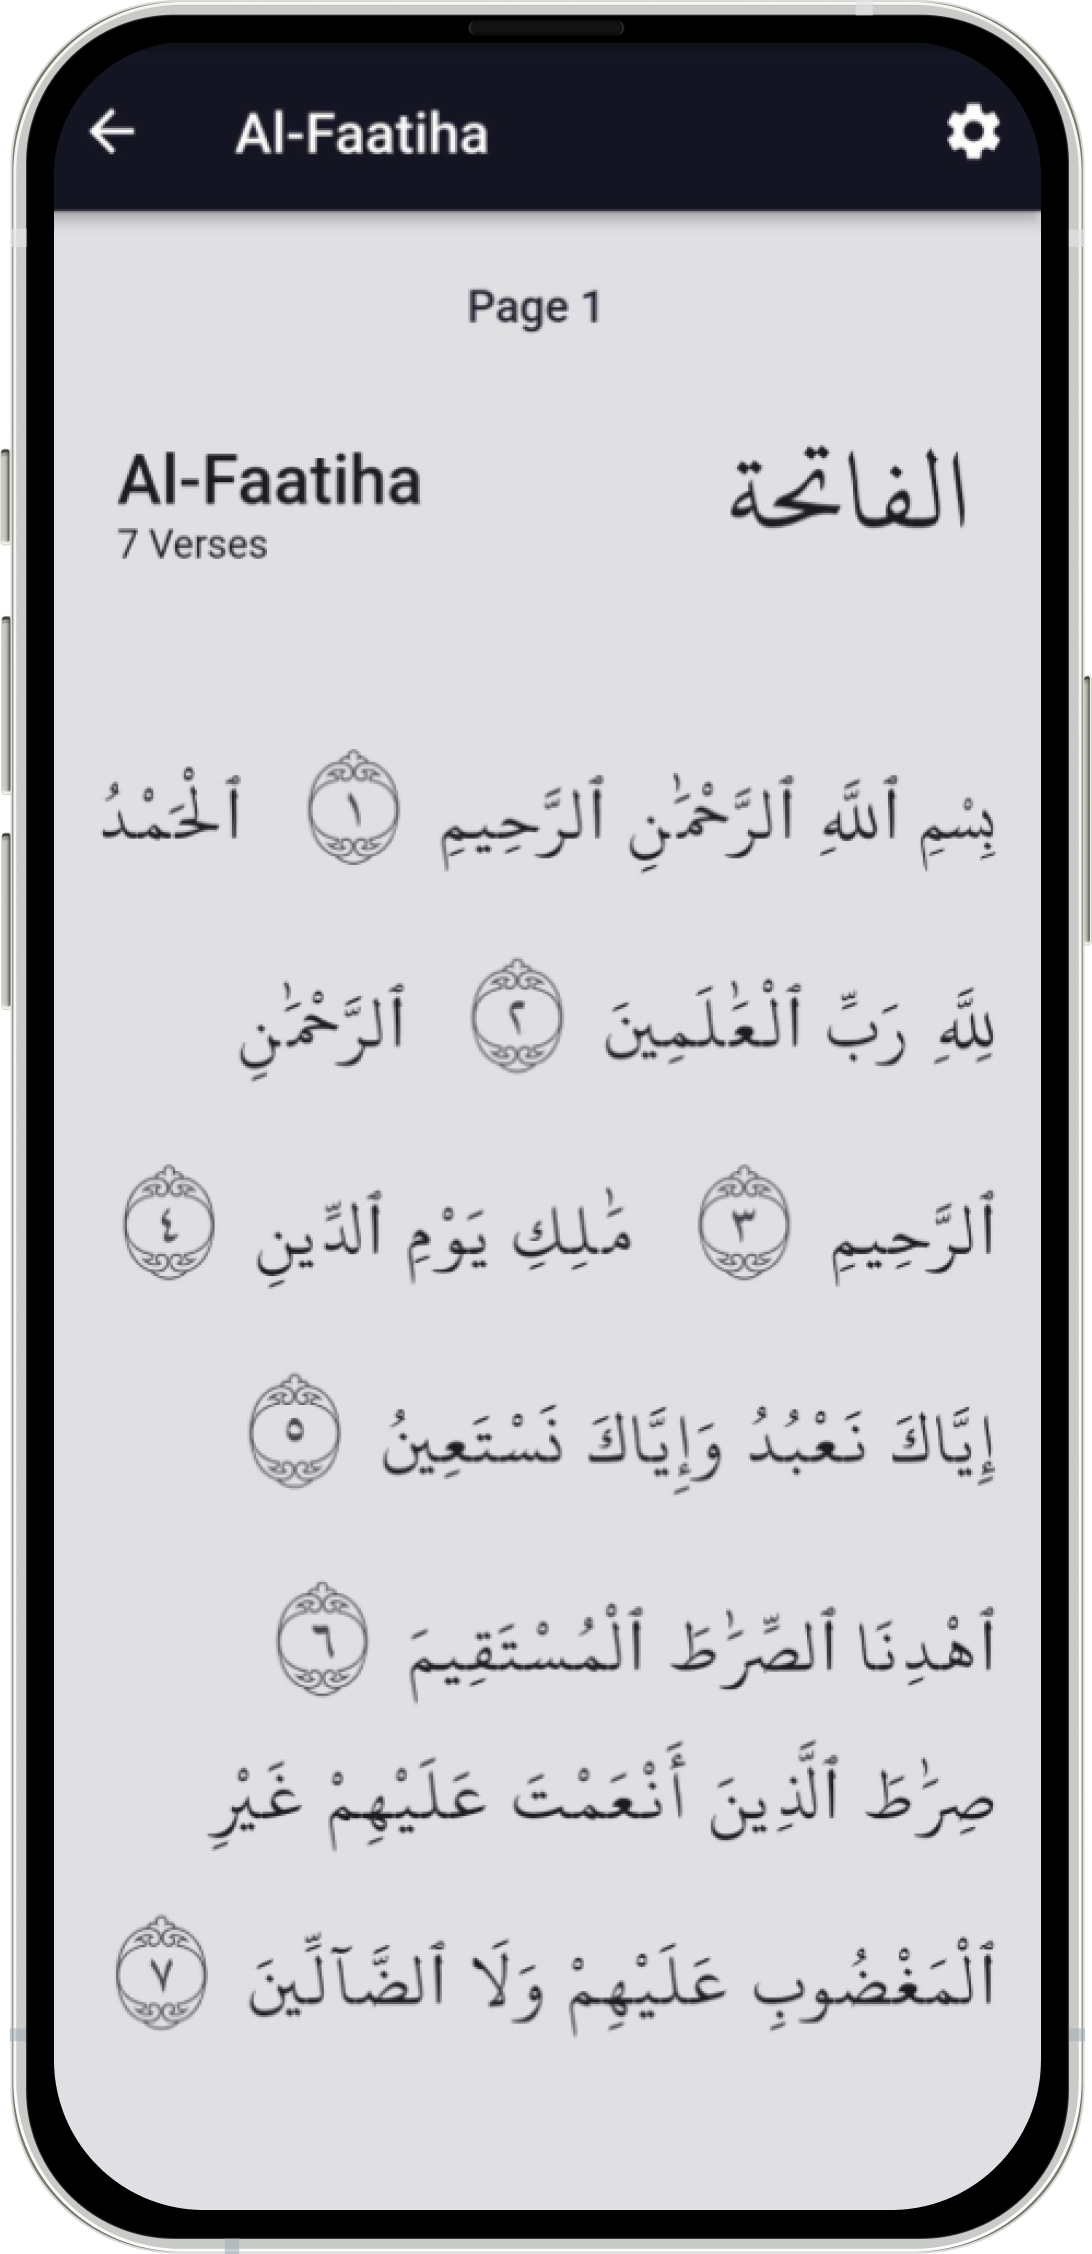 Al-Faatiha
Page 1
Al-Faatiha
الفاتحة
7 Verses
بِسْمِ ٱللَّهِ ٱلرَّحْمَٰنِ ٱلرَّحِيمِ ١ ٱلْحَمْدُ
لِلَّهِ رَبِّ ٱلْعَٰلَمِينَ ٢ ٱلرَّحْمَٰنِ
ٱلرَّحِيمِ ٣ مَٰلِكِ يَوْمِ ٱلدِّينِ ٤
إِيَّاكَ نَعْبُدُ وَإِيَّاكَ نَسْتَعِينُ ٥
ٱهْدِنَا ٱلصِّرَٰطَ ٱلْمُسْتَقِيمَ ٦
صِرَٰطَ ٱلَّذِينَ أَنْعَمْتَ عَلَيْهِمْ غَيْرِ
ٱلْمَغْضُوبِ عَلَيْهِمْ وَلَا ٱلضَّآلِّينَ ٧